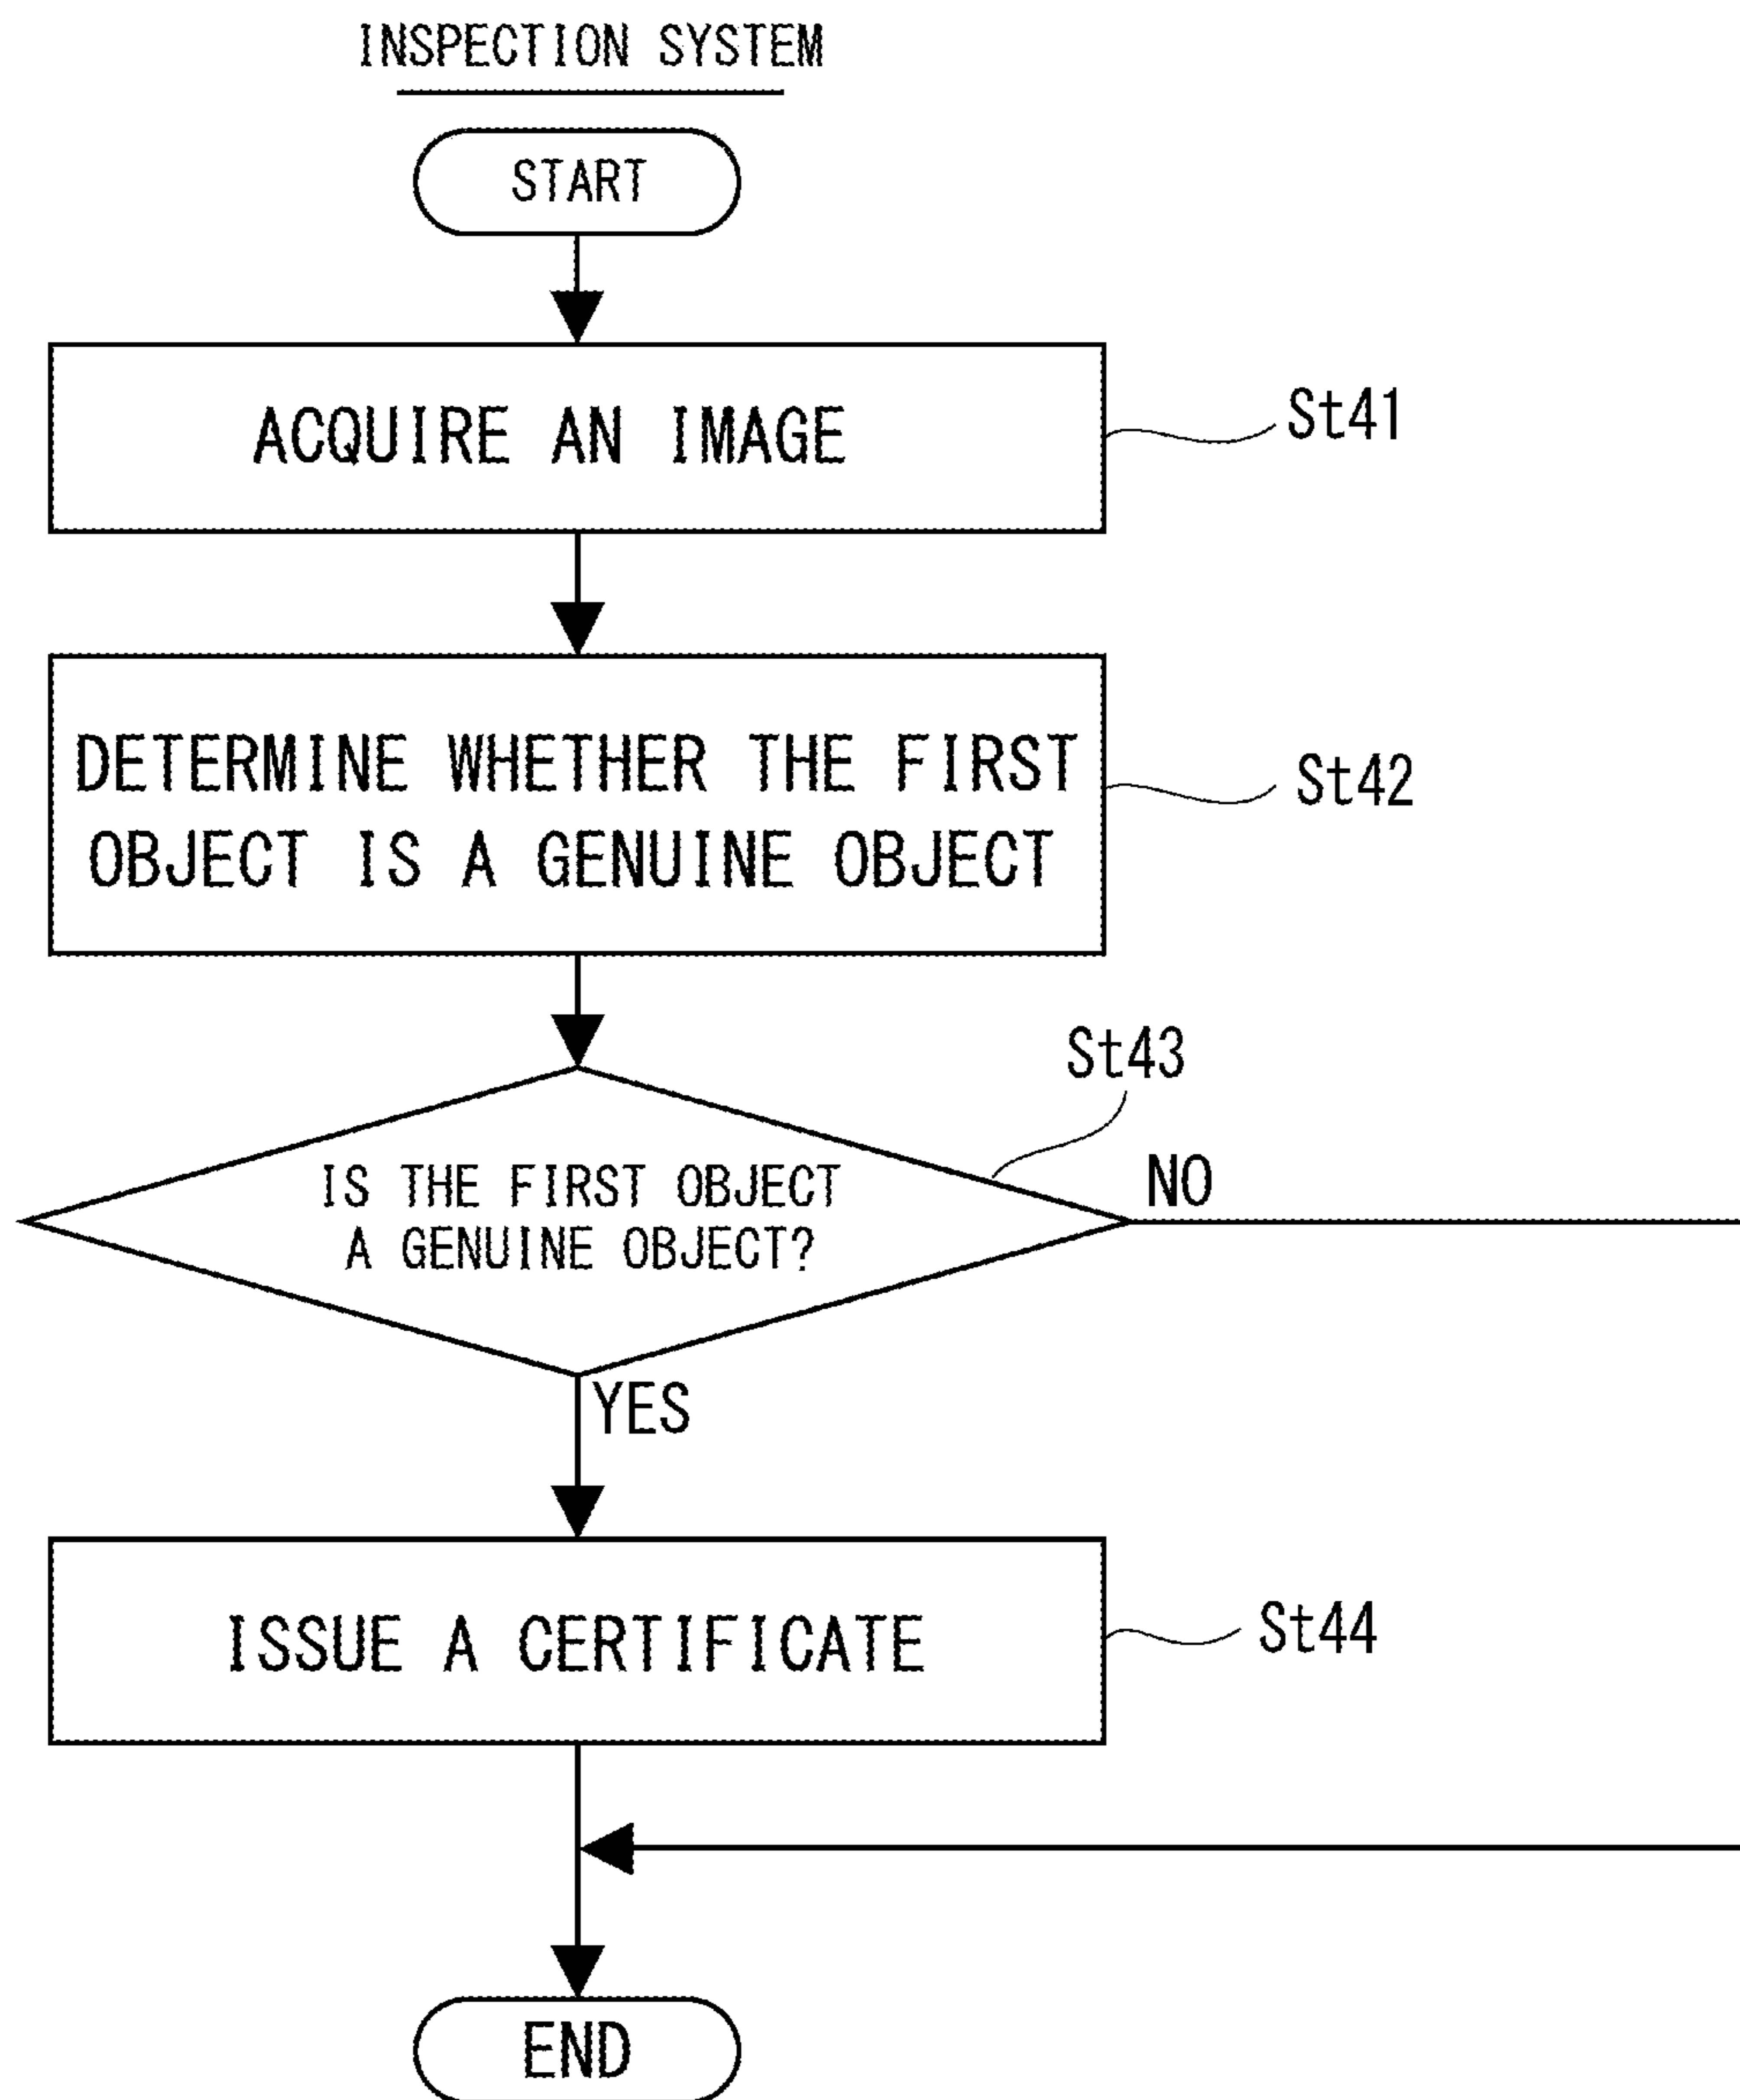 INSPECTION SYSTEM
START
ACQUIRE AN IMAGE
St41
DETERMINE WHETHER THE FIRST
OBJECT IS A GENUINE OBJECT
St42
St43
IS THE FIRST OBJECT
A GENUINE OBJECT?
NO
YES
ISSUE A CERTIFICATE
St44
END